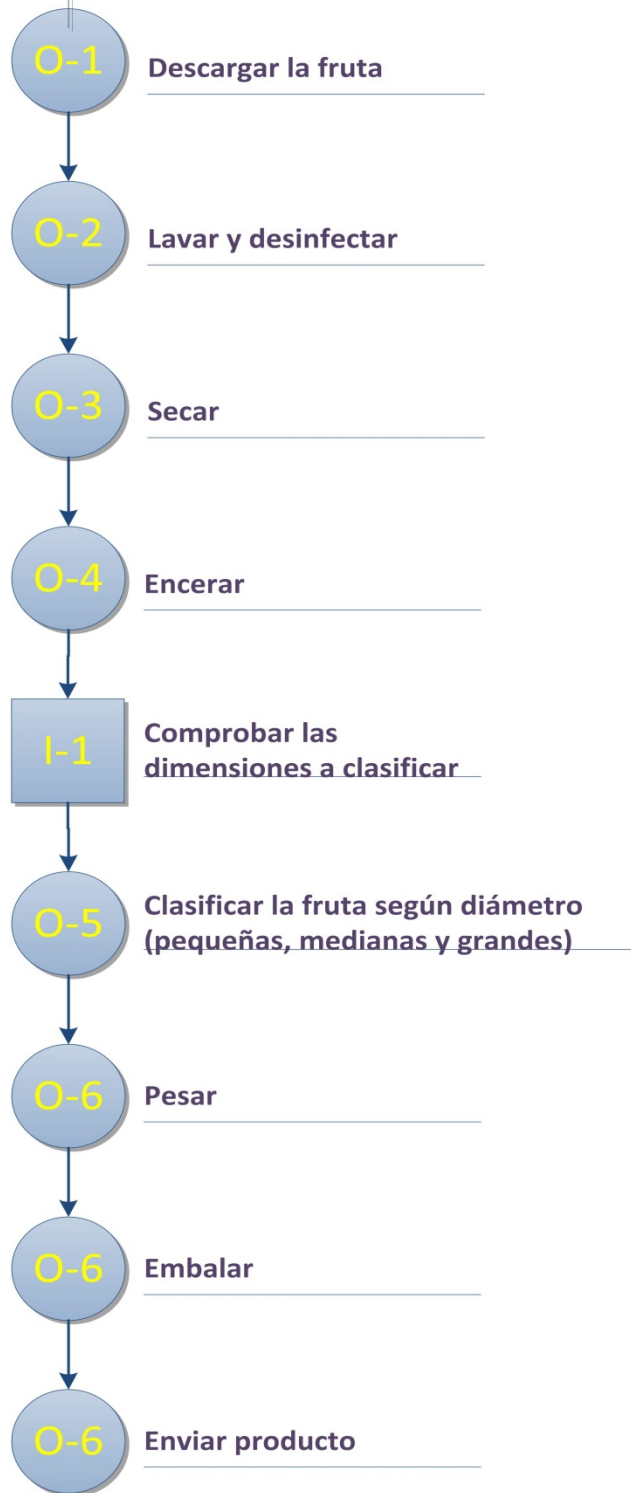 O-1
Descargar la fruta
O-2
Lavar y desinfectar
O-3
Secar
O-4
Encerar
I-1
Comprobar las
dimensiones a clasificar
O-5
Clasificar la fruta según diámetro
(pequeñas, medianas y grandes)
O-6
Pesar
O-6
Embalar
O-6
Enviar producto